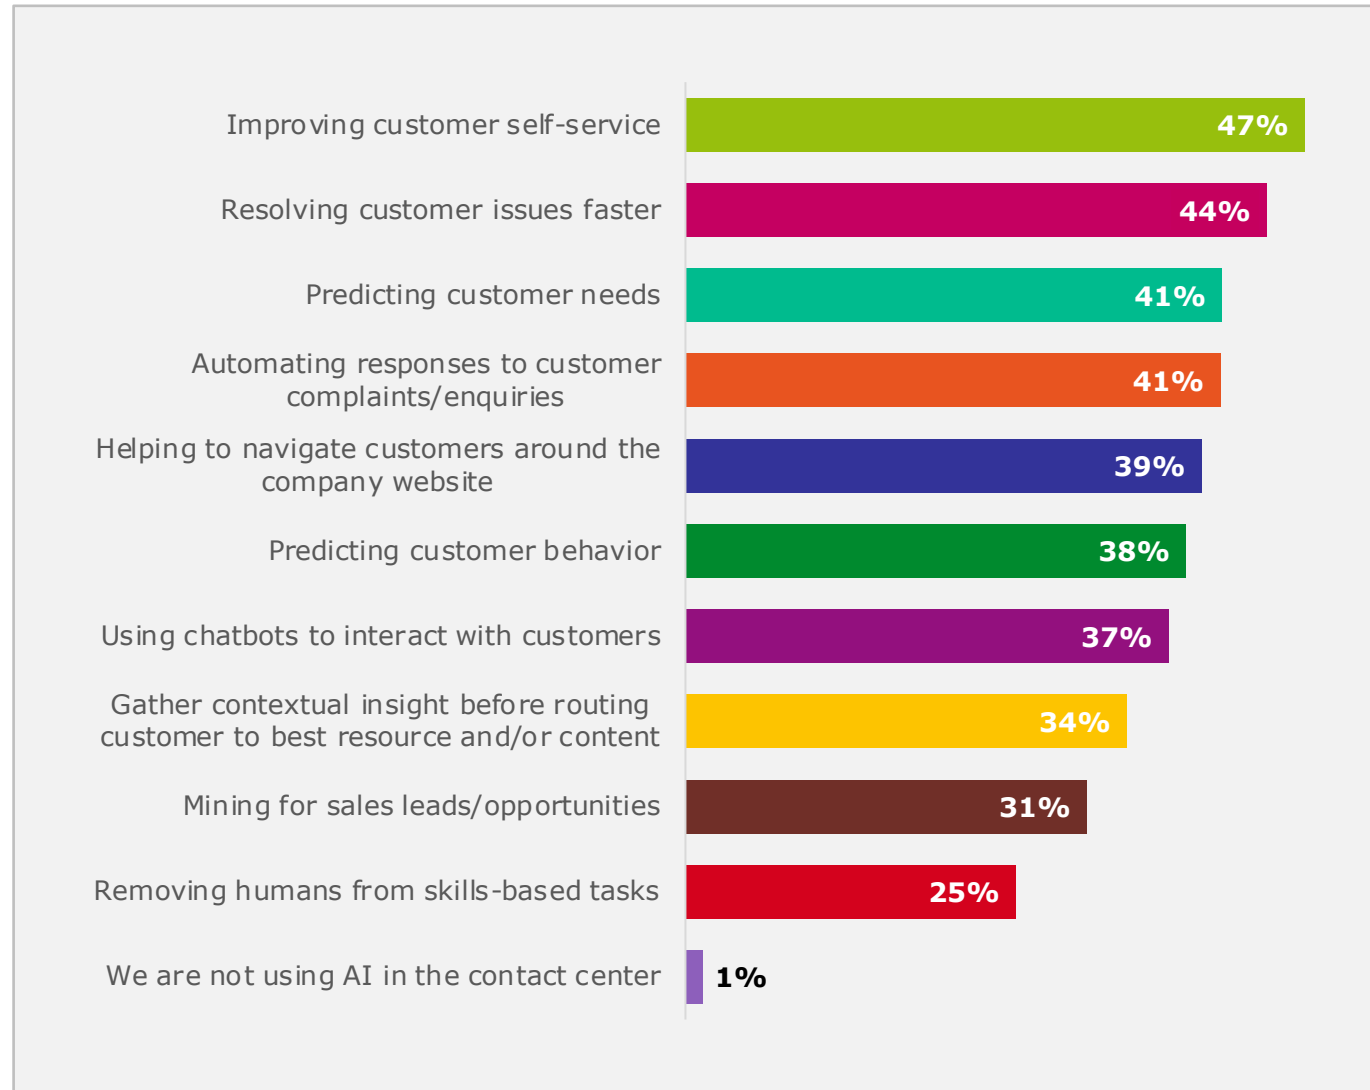 Improving customer self-service
47%
Resolving customer issues faster
44%
Predicting customer needs
41%
Automating responses to customer
complaints/enquiries
41%
Helping to navigate customers around the
company website
39%
Predicting customer behavior
38%
Using chatbots to interact with customers
37%
Gather contextual insight before routing
customer to best resource and/or content
34%
Mining for sales leads/opportunities
31%
Removing humans from skills-based tasks
25%
We are not using AI in the contact center
1%